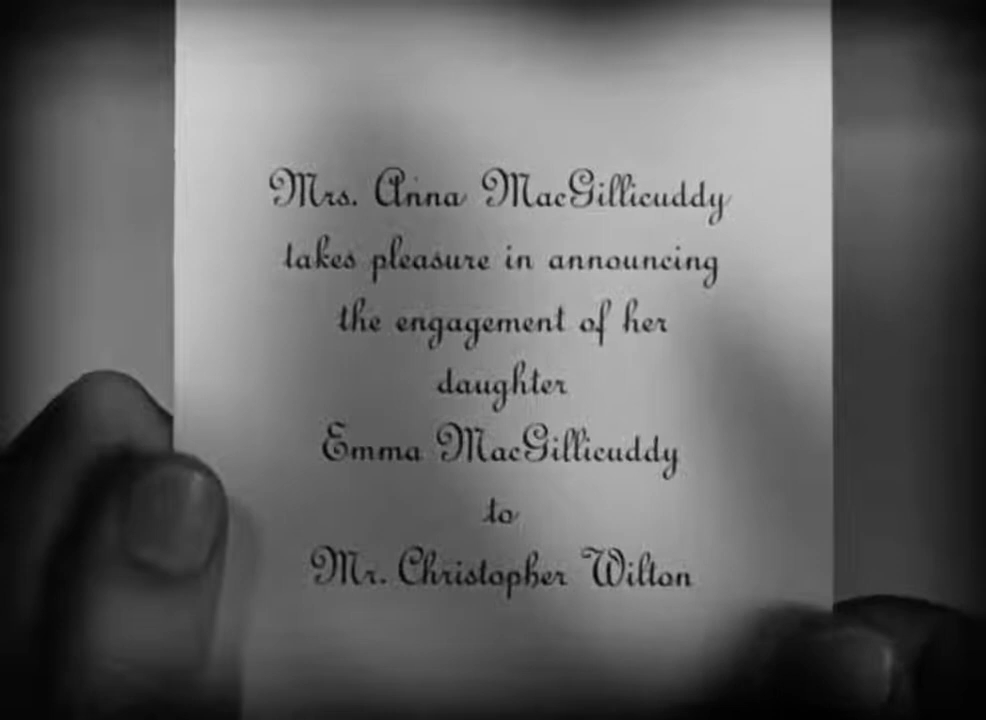 Mrs. Anna MacGillicuddy
takes pleasure in announcing
the engagement of her
daughter
Emma MacGillicuddy
to
Mr. Christopher Wilton